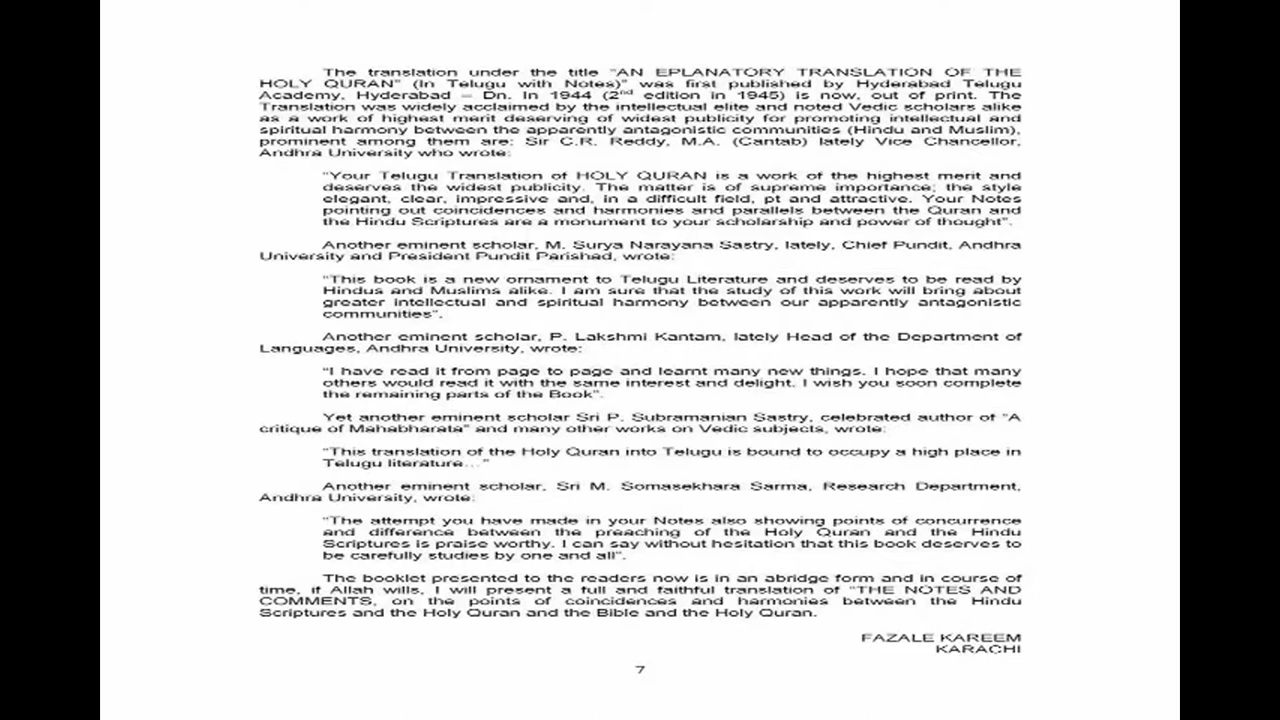 The translation under the title "AN EPLANATORY TRANSLATION OF THE
HOLY QURAN" (In Telugu with Notes)" was first published by Hyderabad Telugu
Academy, Hyderabad – Dn. In 1944 (2nd edition in 1945) is now, out of print. The
Translation was widely acclaimed by the intellectual elite and noted Vedic scholars alike
as a work of highest merit deserving of widest publicity for promoting intellectual and
spiritual harmony between the apparently antagonistic communities (Hindu and Muslim),
prominent among them are: Sir C.R. Reddy, M.A. (Cantab) lately Vice Chancellor,
Andhra University who wrote:
"Your Telugu Translation of HOLY QURAN is a work of the highest merit and
deserves the widest publicity. The matter is of supreme importance; the style
elegant, clear, impressive and, in a difficult field, pt and attractive. Your Notes
pointing out coincidences and harmonies and parallels between the Quran and
the Hindu Scriptures are a monument to your scholarship and power of thought".
Another eminent scholar, M. Surya Narayana Sastry, lately, Chief Pundit, Andhra
University and President Pundit Parishad, wrote:
"This book is a new ornament to Telugu Literature and deserves to be read by
Hindus and Muslims alike. I am sure that the study of this work will bring about
greater intellectual and spiritual harmony between our apparently antagonistic
communities".
Another eminent scholar, P. Lakshmi Kantam, lately Head of the Department of
Languages, Andhra University, wrote:
"I have read it from page to page and learnt many new things. I hope that many
others would read it with the same interest and delight. I wish you soon complete
the remaining parts of the Book".
Yet another eminent scholar Sri P. Subramanian Sastry, celebrated author of "A
critique of Mahabharata" and many other works on Vedic subjects, wrote:
"This translation of the Holy Quran into Telugu is bound to occupy a high place in
Telugu literature..."
Another eminent scholar, Sri M. Somasekhara Sarma, Research Department,
Andhra University, wrote:
"The attempt you have made in your Notes also showing points of concurrence
and difference between the preaching of the Holy Quran and the Hindu
Scriptures is praise worthy. I can say without hesitation that this book deserves to
be carefully studies by one and all".
The booklet presented to the readers now is in an abridge form and in course of
time, if Allah wills, I will present a full and faithful translation of "THE NOTES AND
COMMENTS, on the points of coincidences and harmonies between the Hindu
Scriptures and the Holy Quran and the Bible and the Holy Quran.
FAZALE KAREEM
KARACHI
7